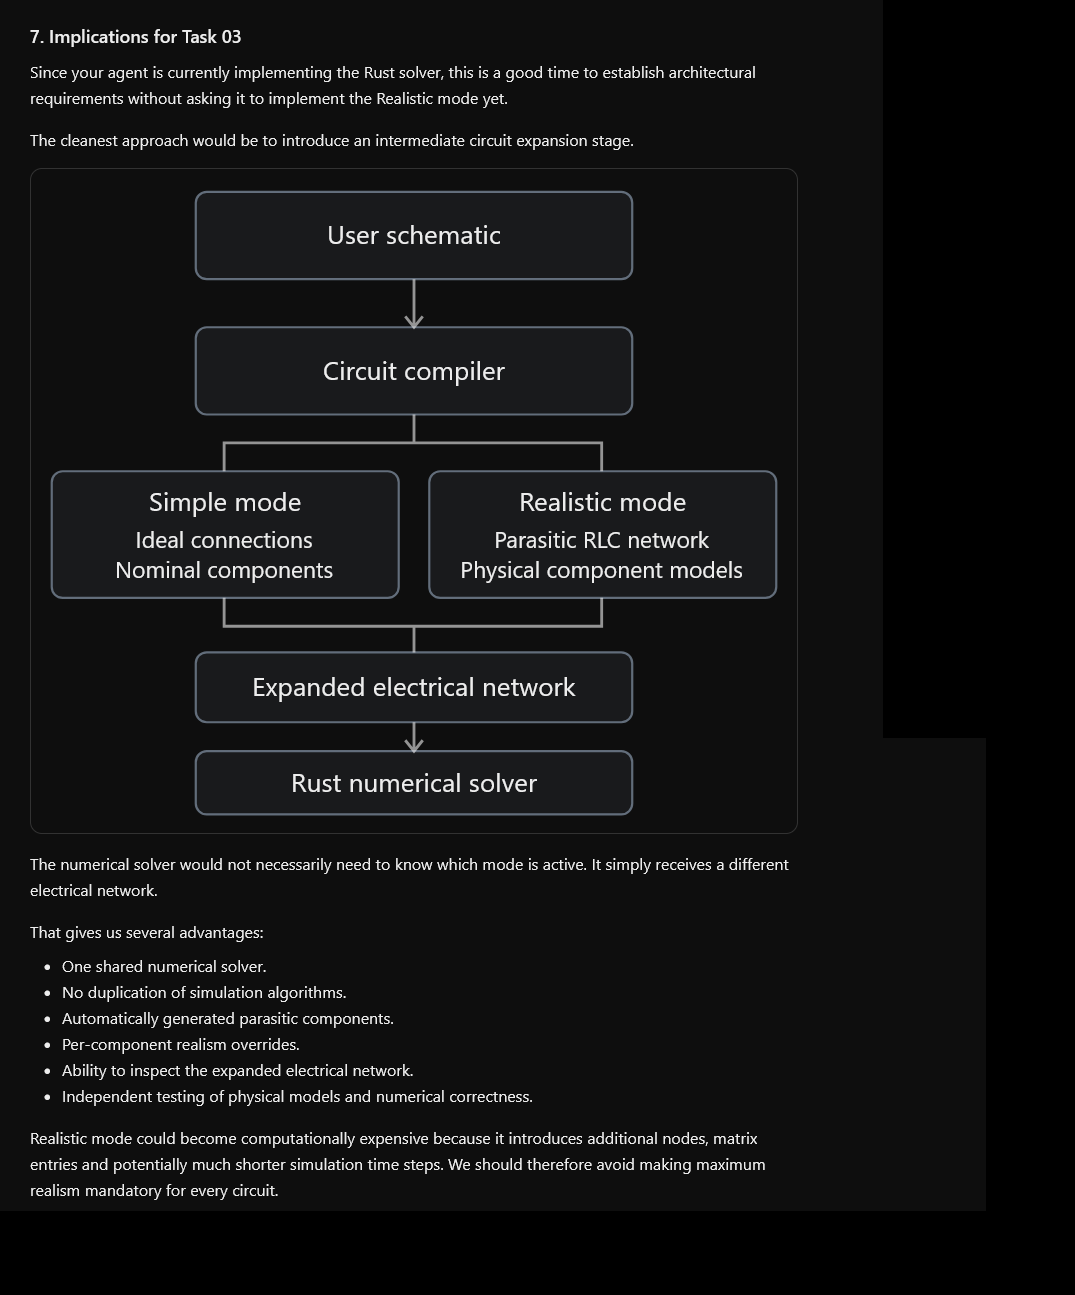 7. Implications for Task 03
Since your agent is currently implementing the Rust solver, this is a good time to establish architectural
requirements without asking it to implement the Realistic mode yet.
The cleanest approach would be to introduce an intermediate circuit expansion stage.
User schematic
Circuit compiler
Simple mode
Ideal connections
Nominal components
Realistic mode
Parasitic RLC network
Physical component models
Expanded electrical network
Rust numerical solver
The numerical solver would not necessarily need to know which mode is active. It simply receives a different
electrical network.
That gives us several advantages:
• One shared numerical solver.
• No duplication of simulation algorithms.
• Automatically generated parasitic components.
• Per-component realism overrides.
• Ability to inspect the expanded electrical network.
• Independent testing of physical models and numerical correctness.
Realistic mode could become computationally expensive because it introduces additional nodes, matrix
entries and potentially much shorter simulation time steps. We should therefore avoid making maximum
realism mandatory for every circuit.